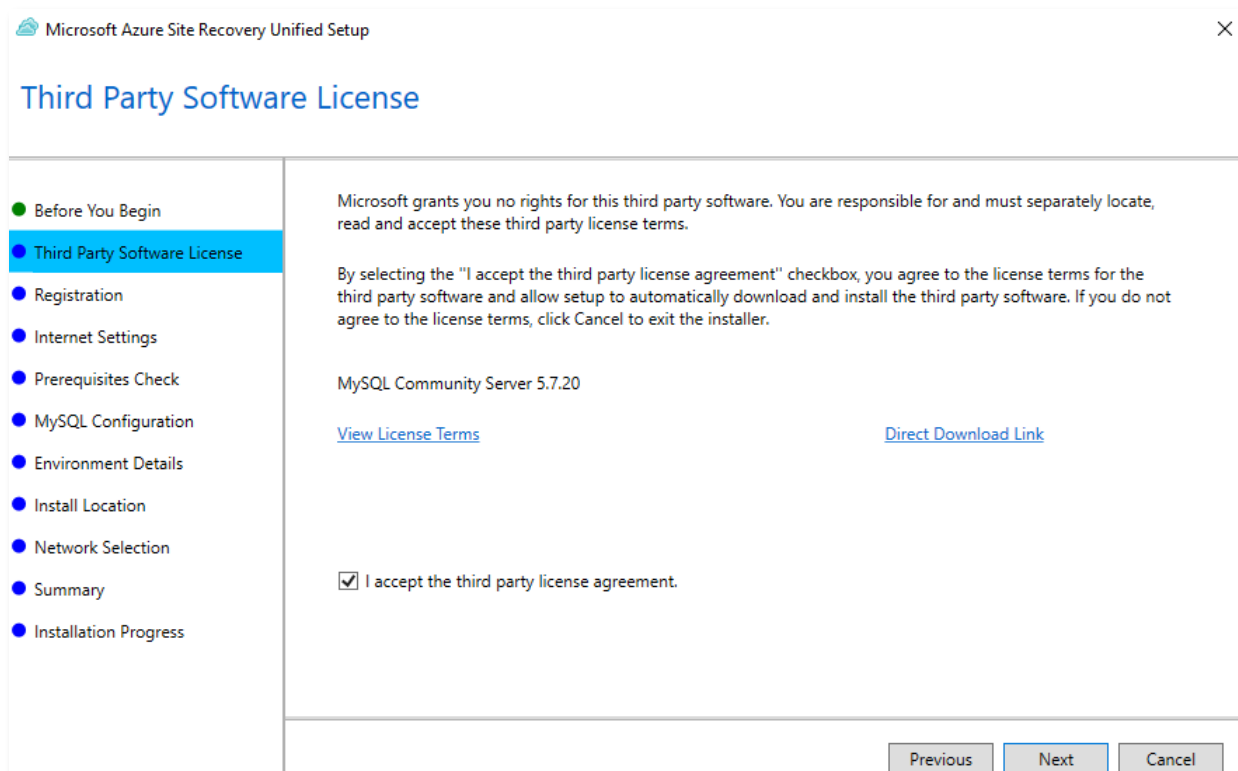 Microsoft Azure Site Recovery Unified Setup
Third Party Software License
Before You Begin
Third Party Software License
Registration
Internet Settings
Prerequisites Check
MySQL Configuration
Environment Details
Install Location
Network Selection
Summary
Installation Progress
Microsoft grants you no rights for this third party software. You are responsible for and must separately locate,
read and accept these third party license terms.
By selecting the "I accept the third party license agreement" checkbox, you agree to the license terms for the
third party software and allow setup to automatically download and install the third party software. If you do not
agree to the license terms, click Cancel to exit the installer.
MySQL Community Server 5.7.20
View License Terms
Direct Download Link
I accept the third party license agreement.
Previous
Next
Cancel